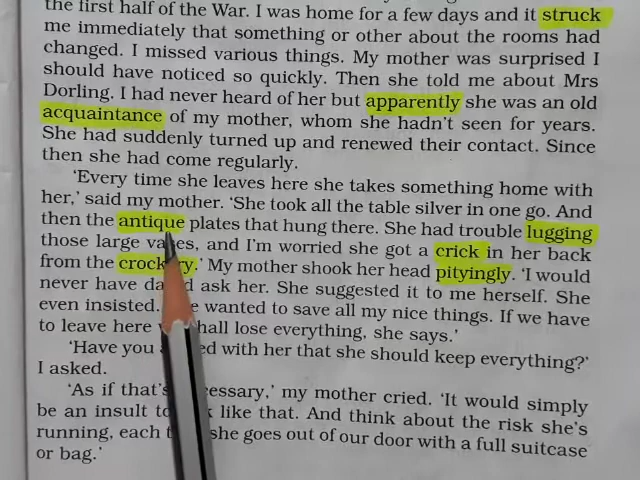 the first half of the War. I was home for a few days and it struck
me immediately that something or other about the rooms had
changed. I missed various things. My mother was surprised I
should have noticed so quickly. Then she told me about Mrs
Dorling. I had never heard of her but apparently she was an old
acquaintance of my mother, whom she hadn't seen for years.
She had suddenly turned up and renewed their contact. Since
then she had come regularly.
'Every time she leaves here she takes something home with
her,' said my mother. 'She took all the table silver in one go. And
then the antique plates that hung there. She had trouble lugging
those large vases, and I'm worried she got a crick in her back
from the crockery.' My mother shook her head pityingly. 'I would
never have dared ask her. She suggested it to me herself. She
even insisted. wanted to save all my nice things. If we have
to leave here shall lose everything, she says.'
'Have you with her that she should keep everything?'
I asked.
'As if that's necessary,' my mother cried. 'It would simply
be an insult to like that. And think about the risk she's
running, each she goes out of our door with a full suitcase
or bag.'